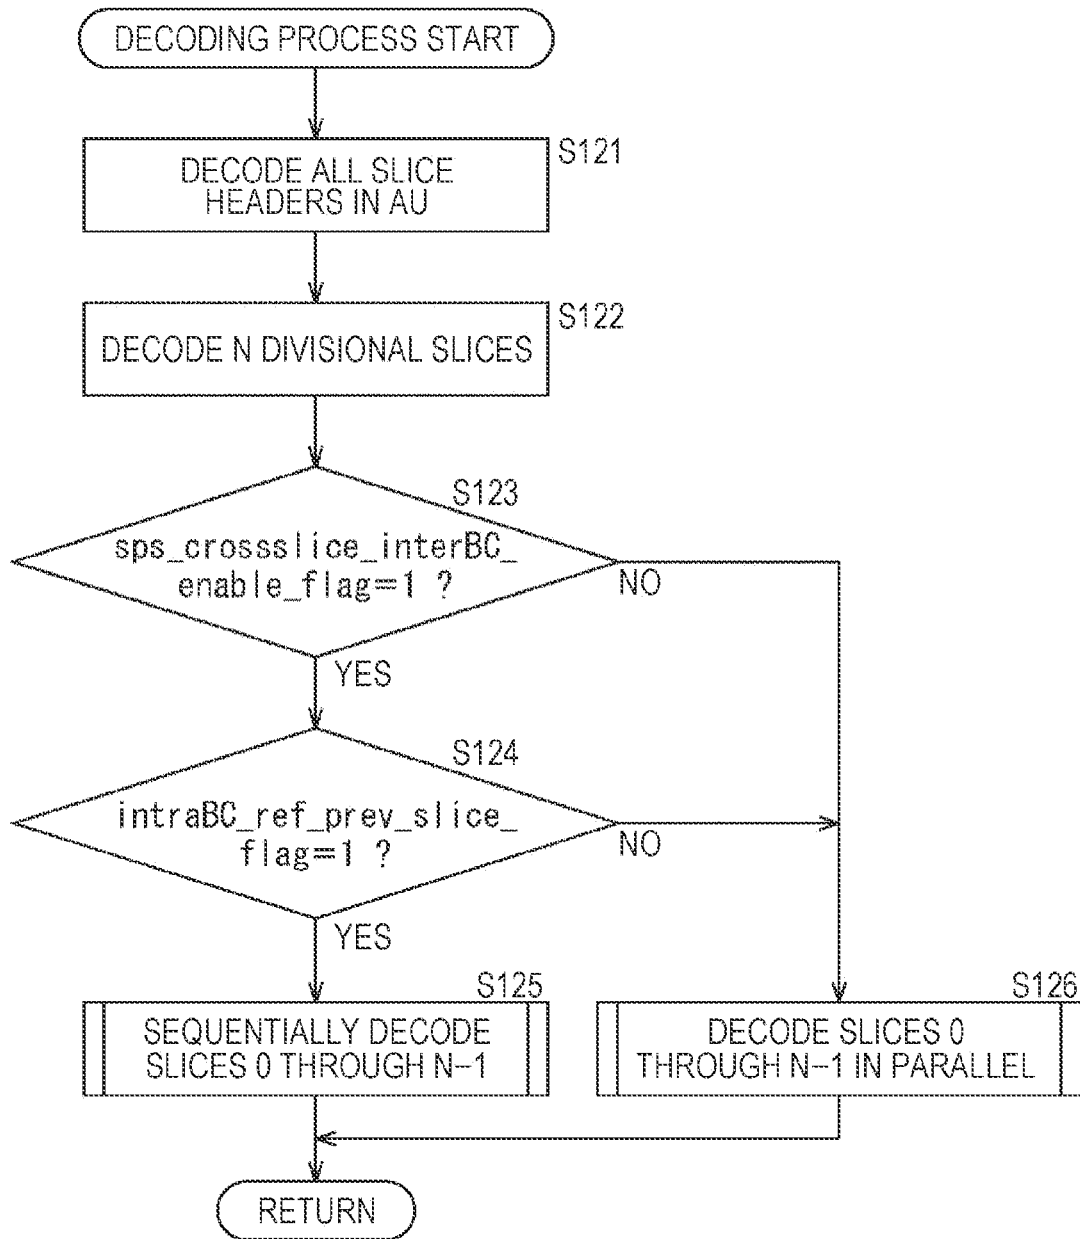 DECODING PROCESS START
S121
DECODE ALL SLICE
HEADERS IN AU
S122
DECODE N DIVISIONAL SLICES
S123
sps_crossslice_interBC_
enable_flag=1 ?
NO
YES
S124
intraBC_ref_prev_slice_
flag=1 ?
NO
YES
S125
SEQUENTIALLY DECODE
SLICES 0 THROUGH N-1
S126
DECODE SLICES 0
THROUGH N-1 IN PARALLEL
RETURN